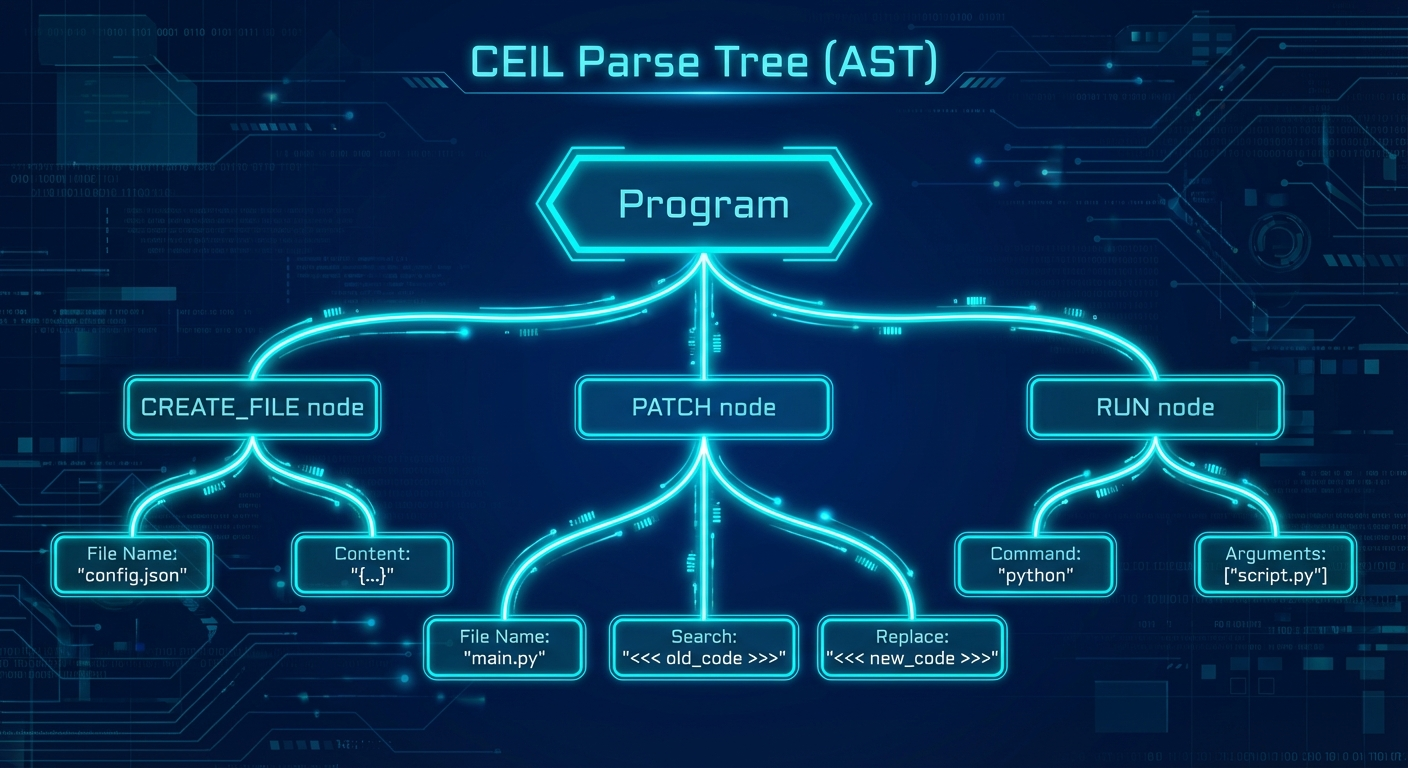 CEIL Parse Tree (AST)
Program
CREATE_FILE node
PATCH node
RUN node
File Name:
"config.json"
Content:
"{...}"
Command:
"python"
Arguments:
["script.py"]
File Name:
"main.py"
Search:
"<<< old_code >>>"
Replace:
"<<< new_code >>>"